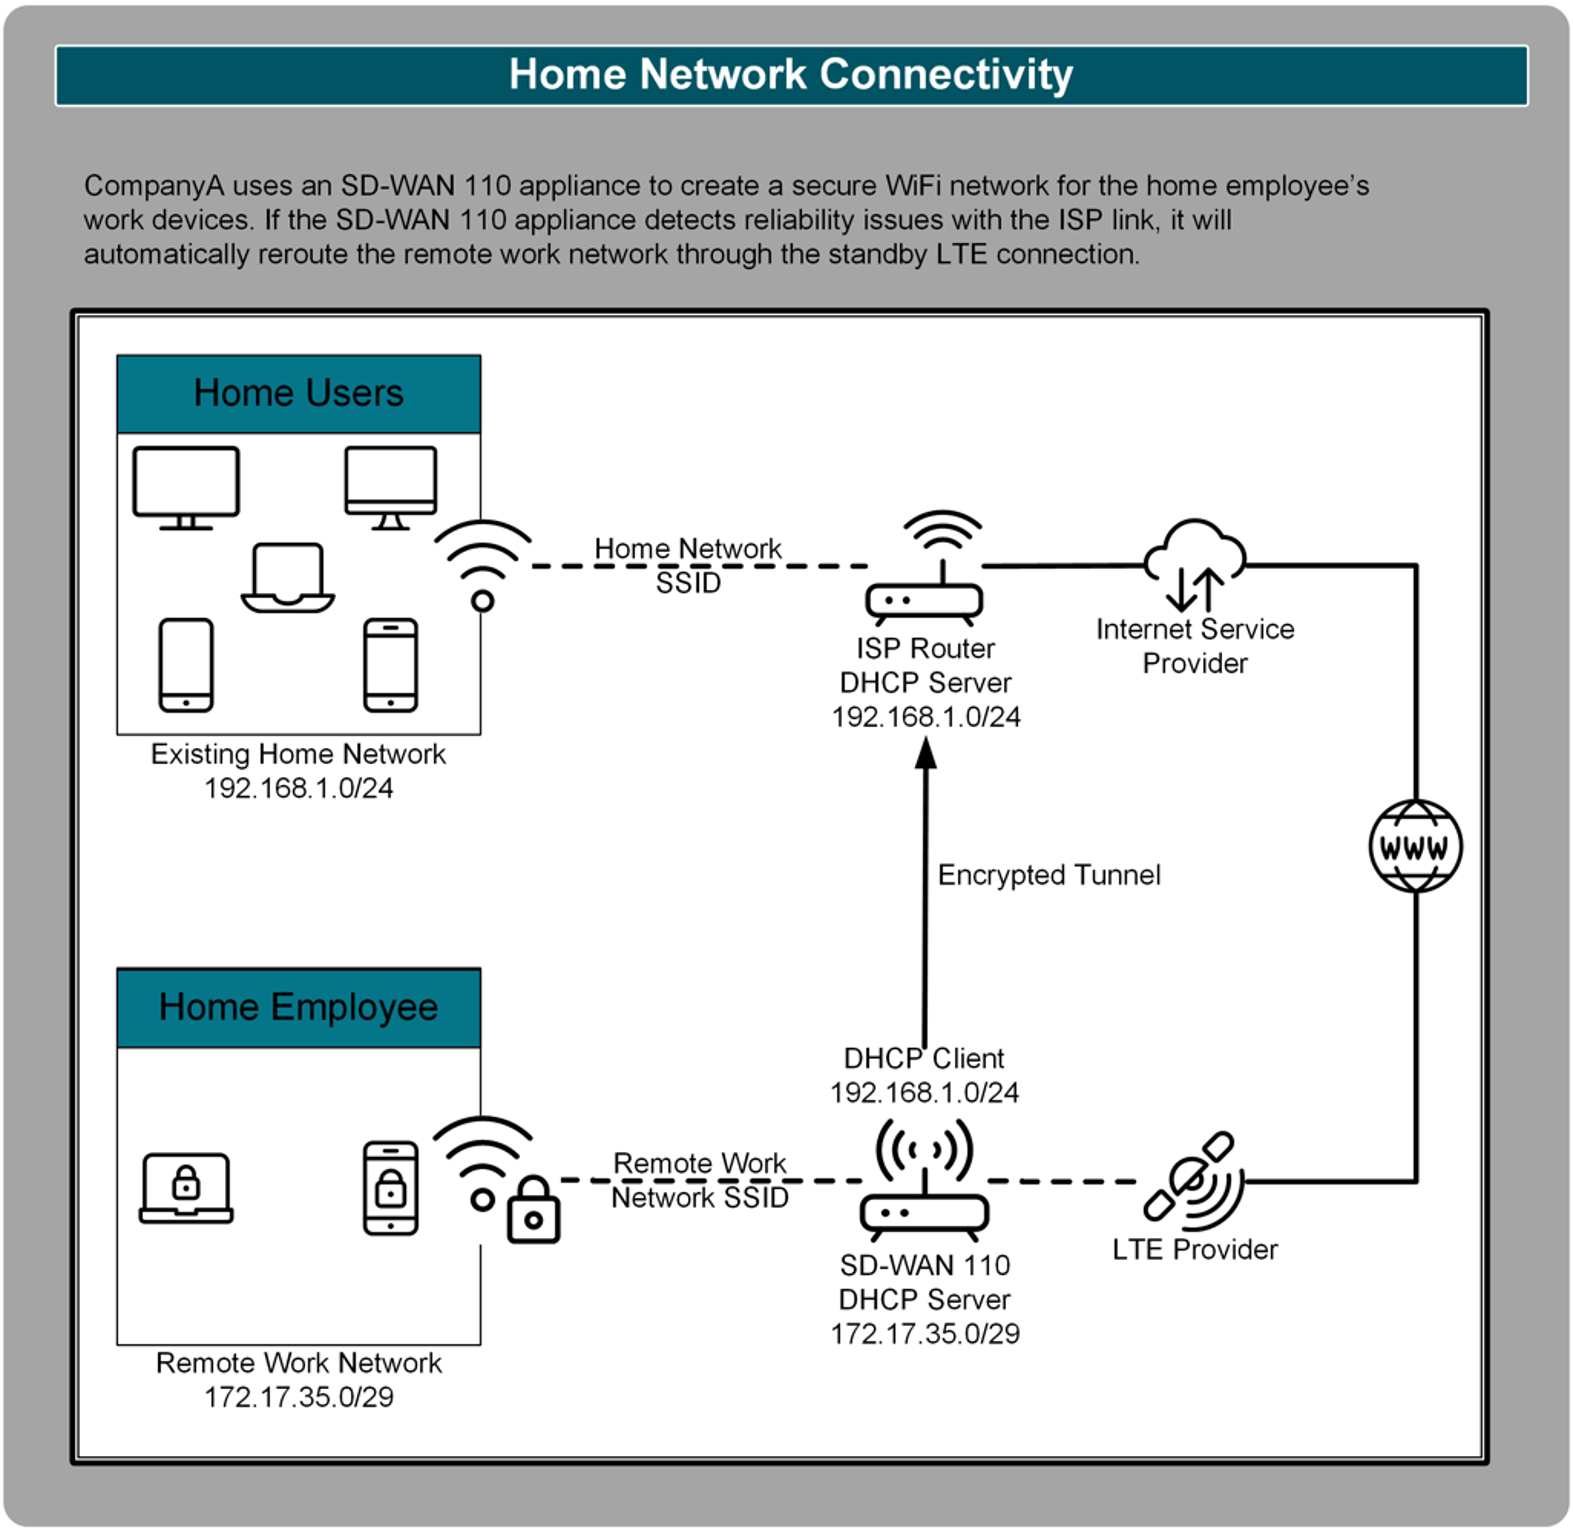 Home Network Connectivity
CompanyA uses an SD-WAN 110 appliance to create a secure WiFi network for the home employee's
work devices. If the SD-WAN 110 appliance detects reliability issues with the ISP link, it will
automatically reroute the remote work network through the standby LTE connection.
Home Users
Home Network
SSID
ISP Router
DHCP Server
192.168.1.0/24
Internet Service
Provider
Existing Home Network
192.168.1.0/24
WWW
Encrypted Tunnel
Home Employee
DHCP Client
192.168.1.0/24
Remote Work
Network SSID
SD-WAN 110
DHCP Server
172.17.35.0/29
LTE Provider
Remote Work Network
172.17.35.0/29